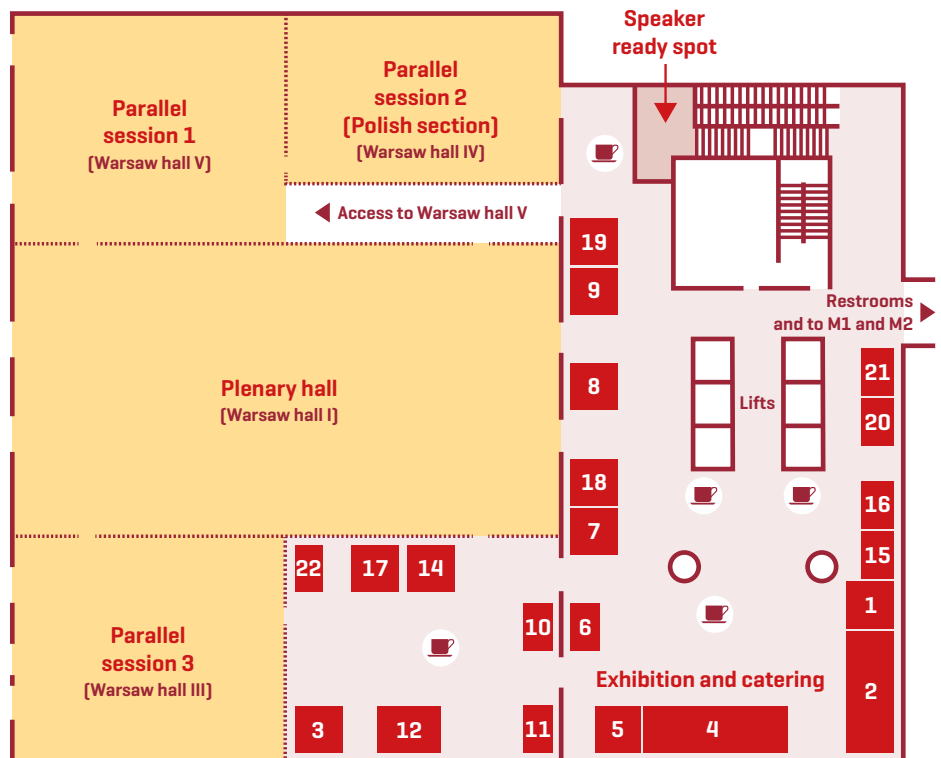 Speaker
ready spot
Parallel
session 1
(Warsaw hall V)
Parallel
session 2
(Polish section)
(Warsaw hall IV)
Access to Warsaw hall V
19
9
Restrooms
and to M1 and M2
Plenary hall
(Warsaw hall I)
8
Lifts
21
20
18
7
16
15
22
17
14
10
6
1
Parallel
session 3
(Warsaw hall III)
Exhibition and catering
2
3
12
11
5
4